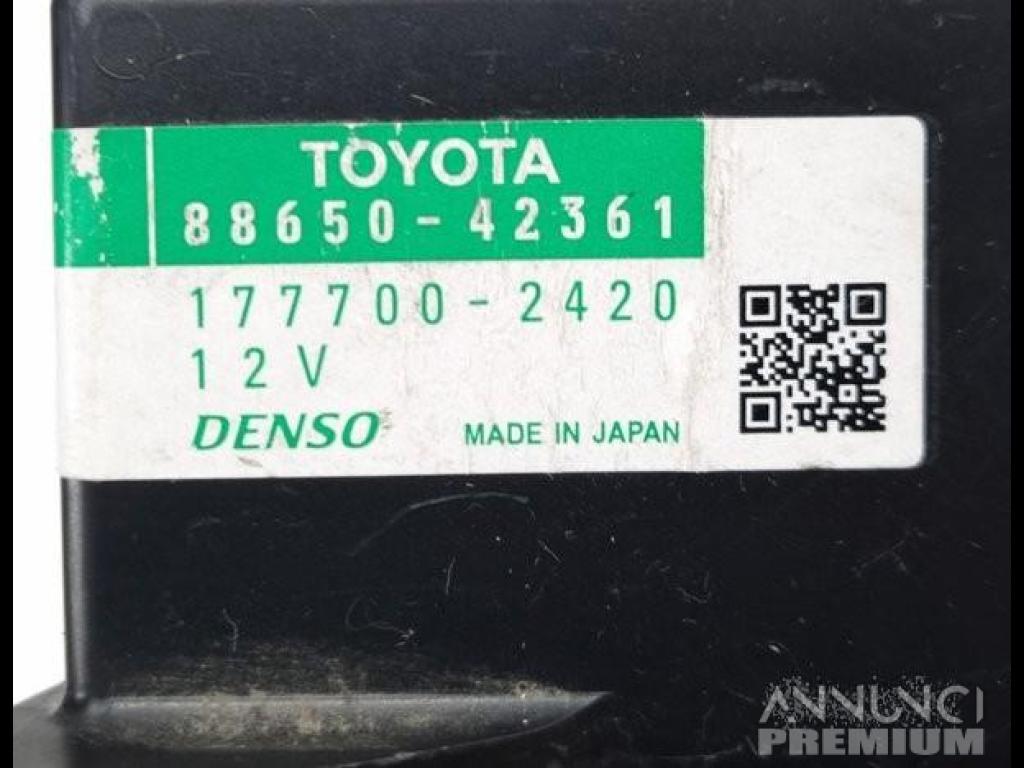 TOYOTA
88650-42361
177700-2420
12V
DENSO MADE IN JAPAN
ANNUNCI
PREMIUM